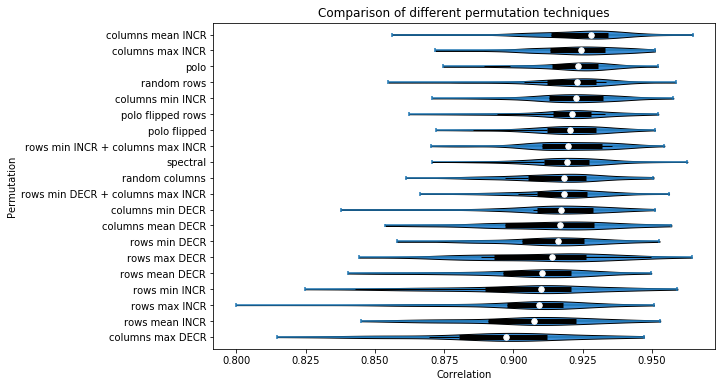 Comparison of different permutation techniques
columns mean INCR
columns max INCR
polo
random rows
columns min INCR
polo flipped rows
polo flipped
rows min INCR + columns max INCR
spectral
random columns
rows min DECR + columns max INCR
columns min DECR
columns mean DECR
rows min DECR
rows max DECR
rows mean DECR
rows min INCR
rows max INCR
rows mean INCR
columns max DECR
Permutation
0.800 0.825 0.850 0.875 0.900 0.925 0.950
Correlation